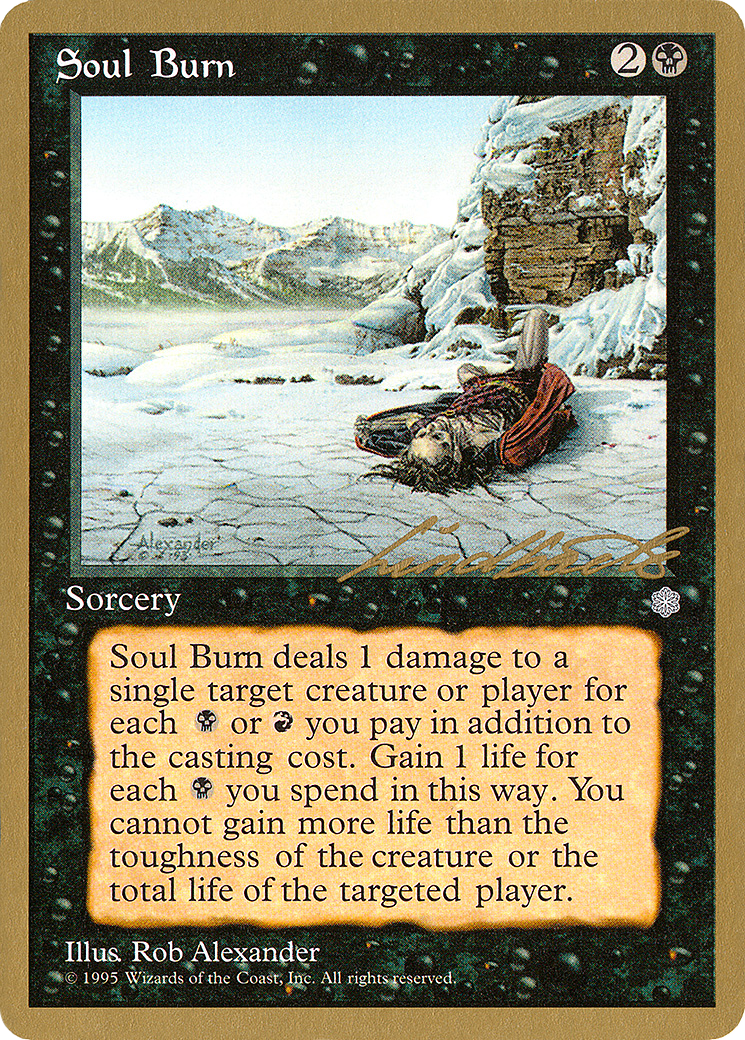 Soul Burn 2
Alexander
© '95
Sorcery
Soul Burn deals 1 damage to a
single target creature or player for
each or you pay in addition to
the casting cost. Gain 1 life for
each you spend in this way. You
cannot gain more life than the
toughness of the creature or the
total life of the targeted player.
Illus. Rob Alexander
© 1995 Wizards of the Coast, Inc. All rights reserved.